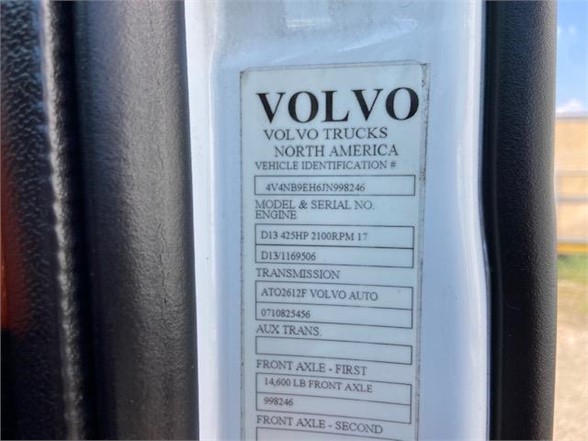 VOLVO
VOLVO TRUCKS
NORTH AMERICA
VEHICLE IDENTIFICATION #
4V4NB9EH6JN998246
MODEL & SERIAL NO.
ENGINE
D13 425HP 2100RPM 17
D13/1169506
TRANSMISSION
ATO2612F VOLVO AUTO
0710825456
AUX TRANS.
FRONT AXLE - FIRST
14,600 LB FRONT AXLE
998246
FRONT AXLE - SECOND